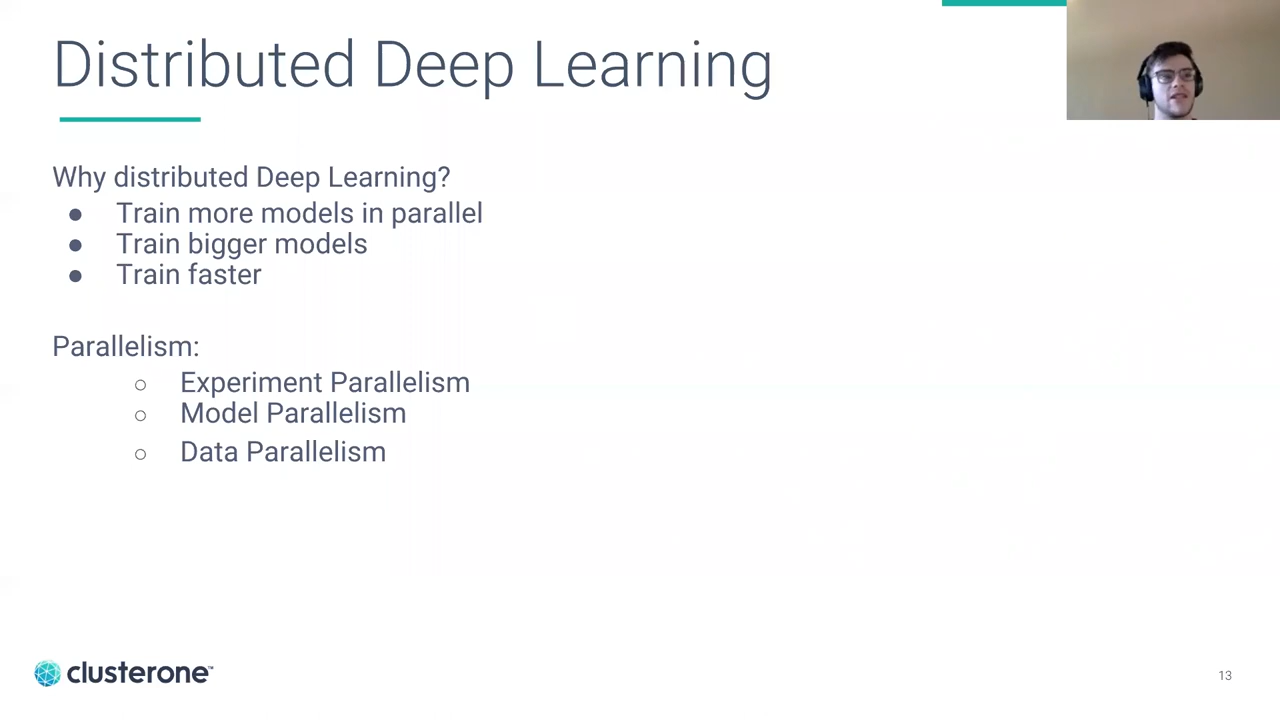 Distributed Deep Learning
Why distributed Deep Learning?
● Train more models in parallel
● Train bigger models
● Train faster
Parallelism:
○ Experiment Parallelism
○ Model Parallelism
○ Data Parallelism
clusterone™
13